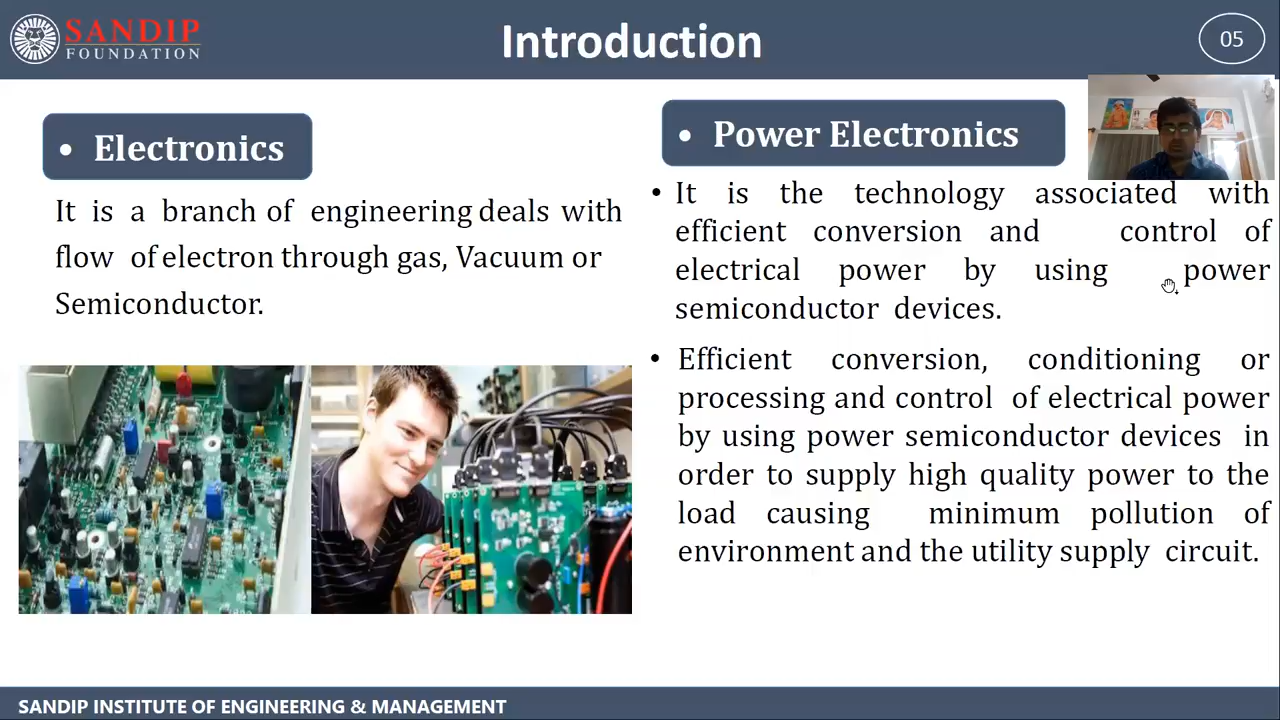 SANDIP
FOUNDATION
Introduction
05
• Electronics
It is a branch of engineering deals with
flow of electron through gas, Vacuum or
Semiconductor.
• Power Electronics
• It is the technology associated with
efficient conversion and control of
electrical power by using power
semiconductor devices.
• Efficient conversion, conditioning or
processing and control of electrical power
by using power semiconductor devices in
order to supply high quality power to the
load causing minimum pollution of
environment and the utility supply circuit.
SANDIP INSTITUTE OF ENGINEERING & MANAGEMENT